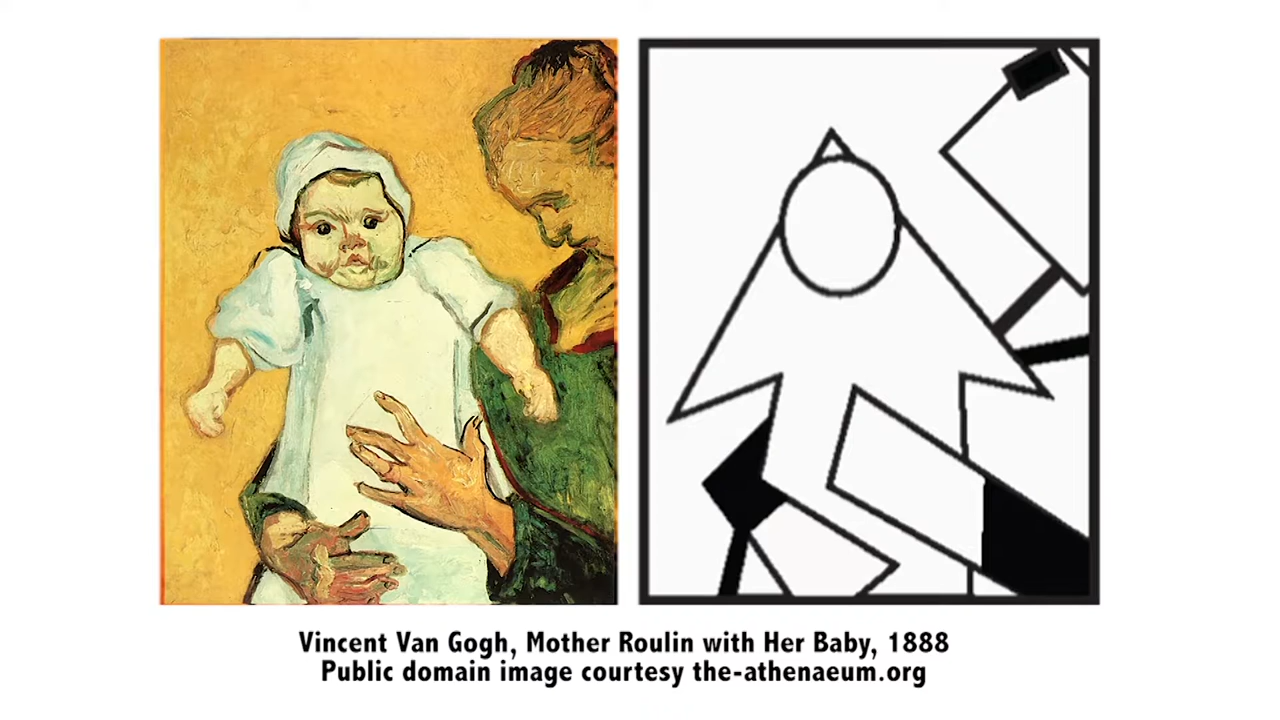 Vincent Van Gogh, Mother Roulin with Her Baby, 1888
Public domain image courtesy the-athenaeum.org